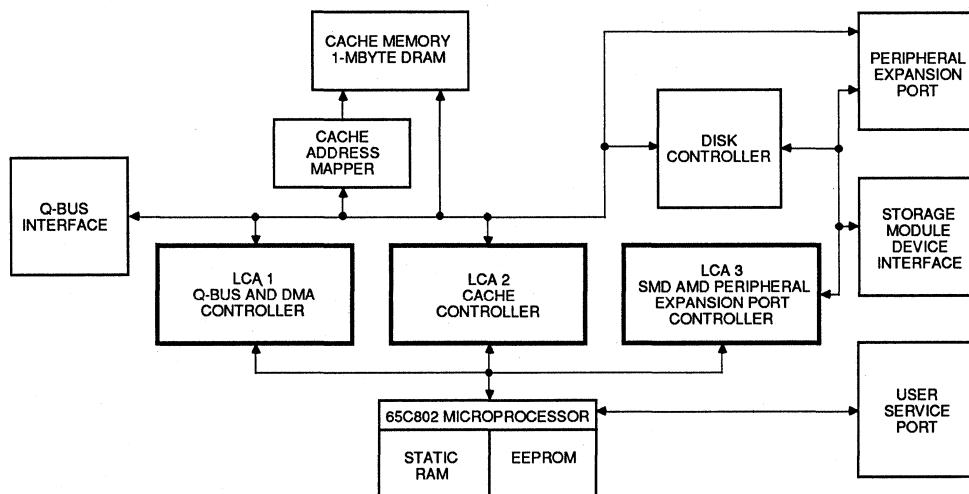 CACHE MEMORY
1-MBYTE DRAM
PERIPHERAL
EXPANSION
PORT
CACHE
ADDRESS
MAPPER
DISK
CONTROLLER
Q-BUS
INTERFACE
STORAGE
MODULE
DEVICE
INTERFACE
LCA 1
Q-BUS AND DMA
CONTROLLER
LCA 2
CACHE
CONTROLLER
LCA 3
SMD AMD PERIPHERAL
EXPANSION PORT
CONTROLLER
65C802 MICROPROCESSOR
STATIC
RAM
EEPROM
USER
SERVICE
PORT